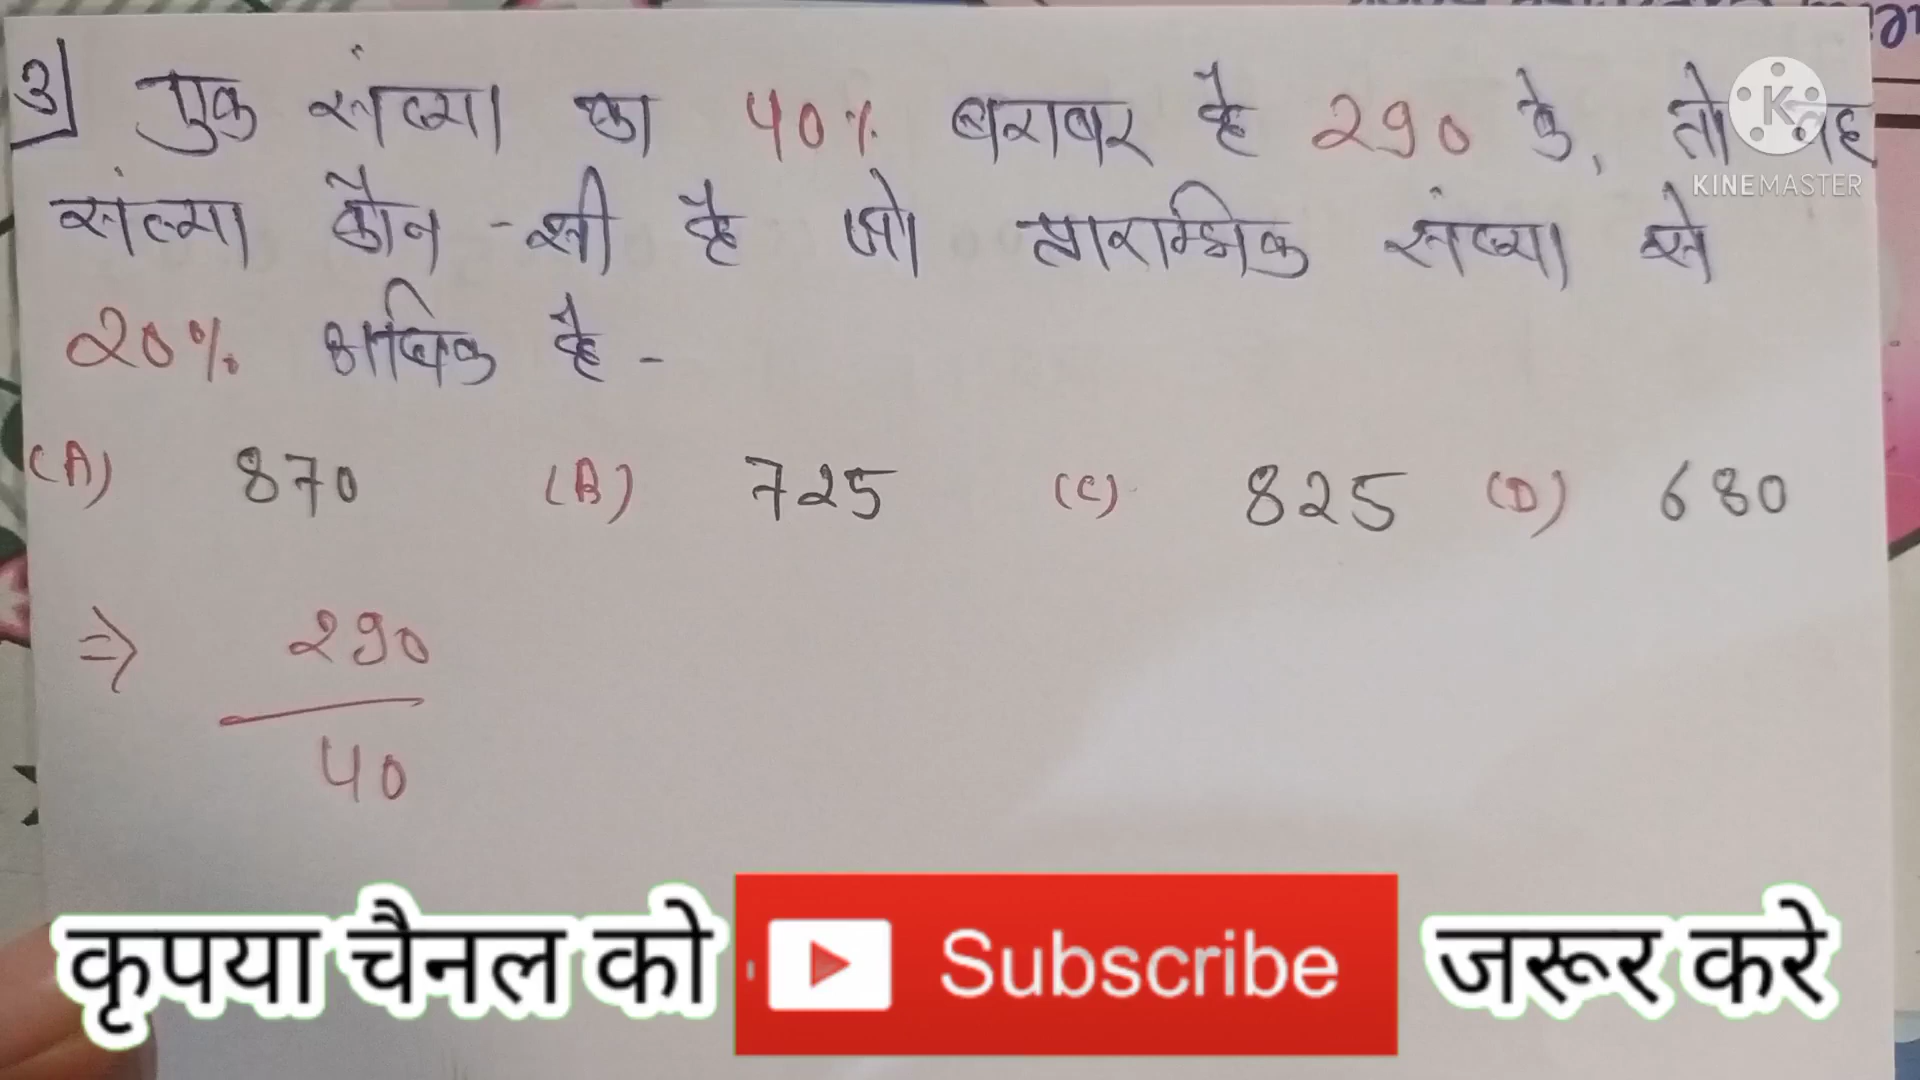 3] एक संख्या का 40% बराबर है 290 के, तो वह
संख्या कौन-सी है जो प्रारम्भिक संख्या से
20% अधिक है -
(A) 870 (B) 725 (C) 825 (D) 680
⇒ 290
40
K
KINEMASTER
कृपया चैनल को Subscribe जरूर करे